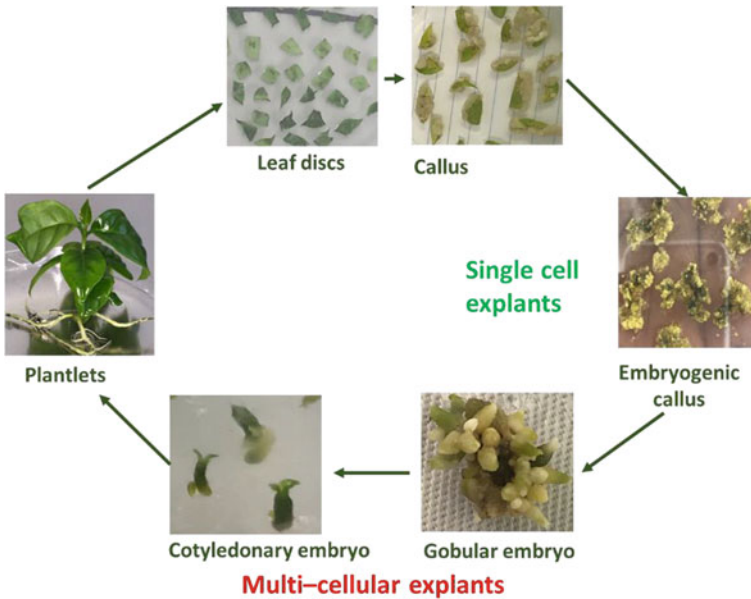 Leaf discs
Callus
Single cell
explants
Embryogenic
callus
Plantlets
Cotyledonary embryo
Gobular embryo
Multi–cellular explants